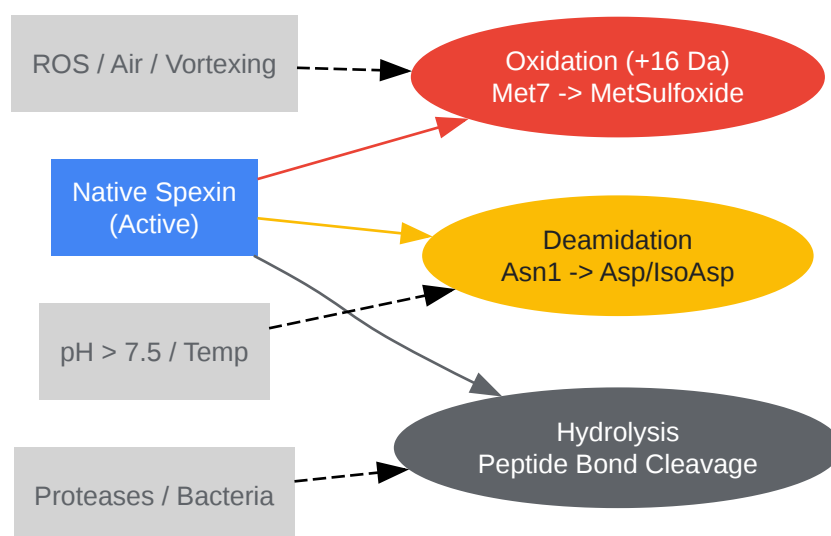 ROS / Air / Vortexing
Oxidation (+16 Da)
Met7 -> MetSulfoxide
Native Spexin
(Active)
Deamidation
Asn1 -> Asp/IsoAsp
pH > 7.5 / Temp
Hydrolysis
Peptide Bond Cleavage
Proteases / Bacteria